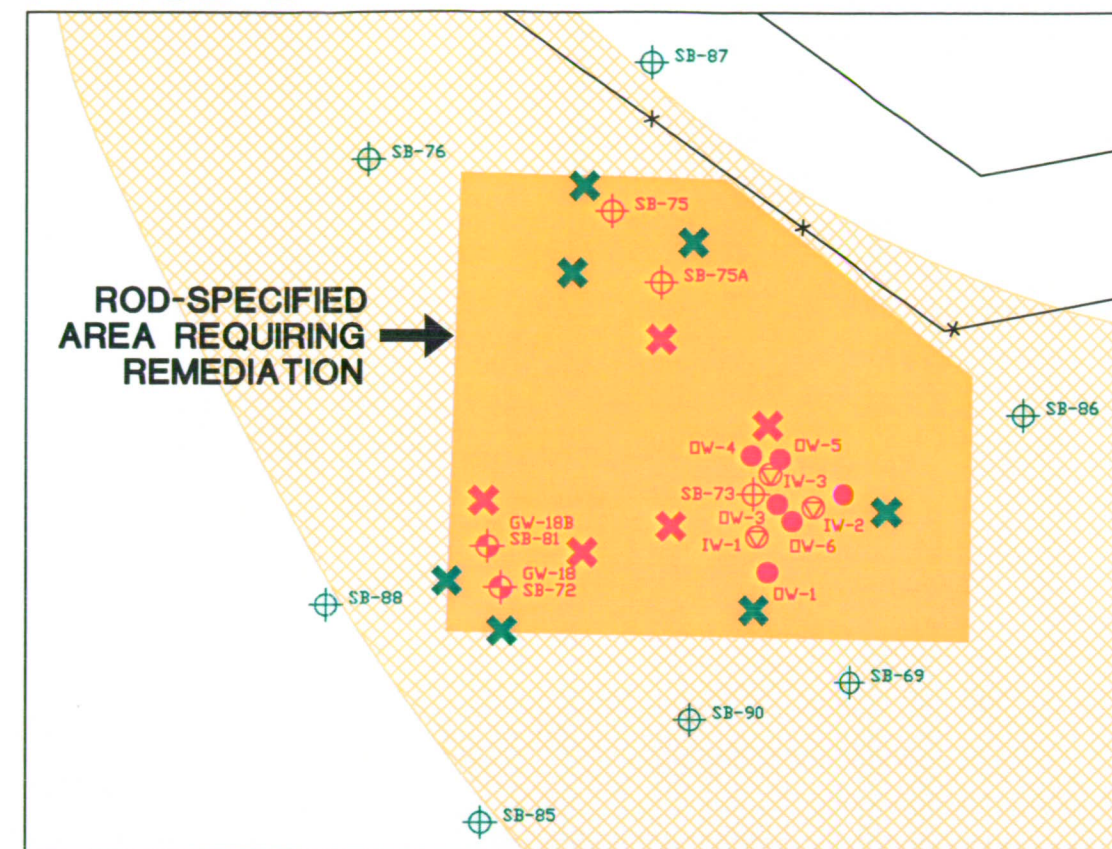 SB-87
SB-76
SB-75
SB-75A
ROD-SPECIFIED
AREA REQUIRING
REMEDIATION
SB-86
OW-4
OW-5
IW-3
SB-73
OW-3
IW-2
GW-18B
SB-81
IW-1
OW-6
GW-18
SB-72
OW-1
SB-88
SB-69
SB-90
SB-85